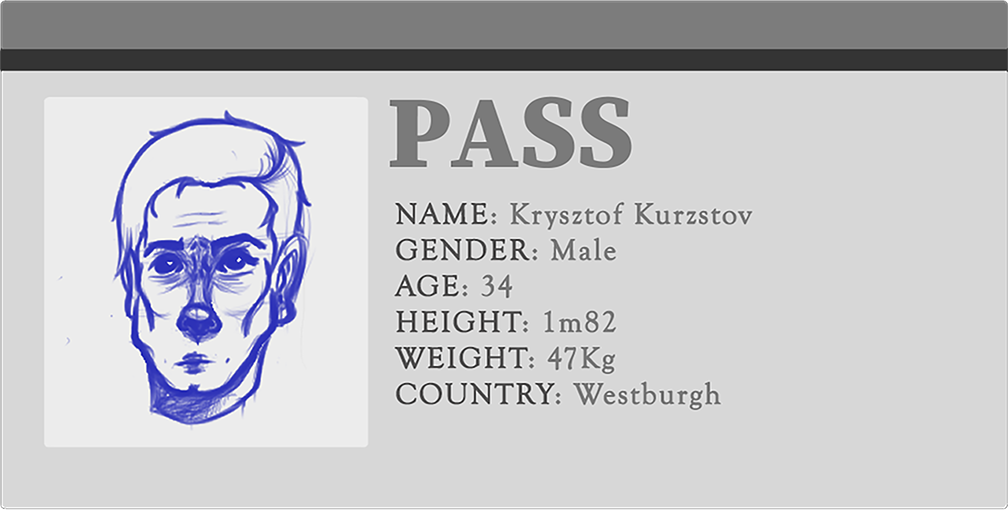 PASS
NAME: Krysztof Kurzstov
GENDER: Male
AGE: 34
HEIGHT: 1m82
WEIGHT: 47Kg
COUNTRY: Westburgh